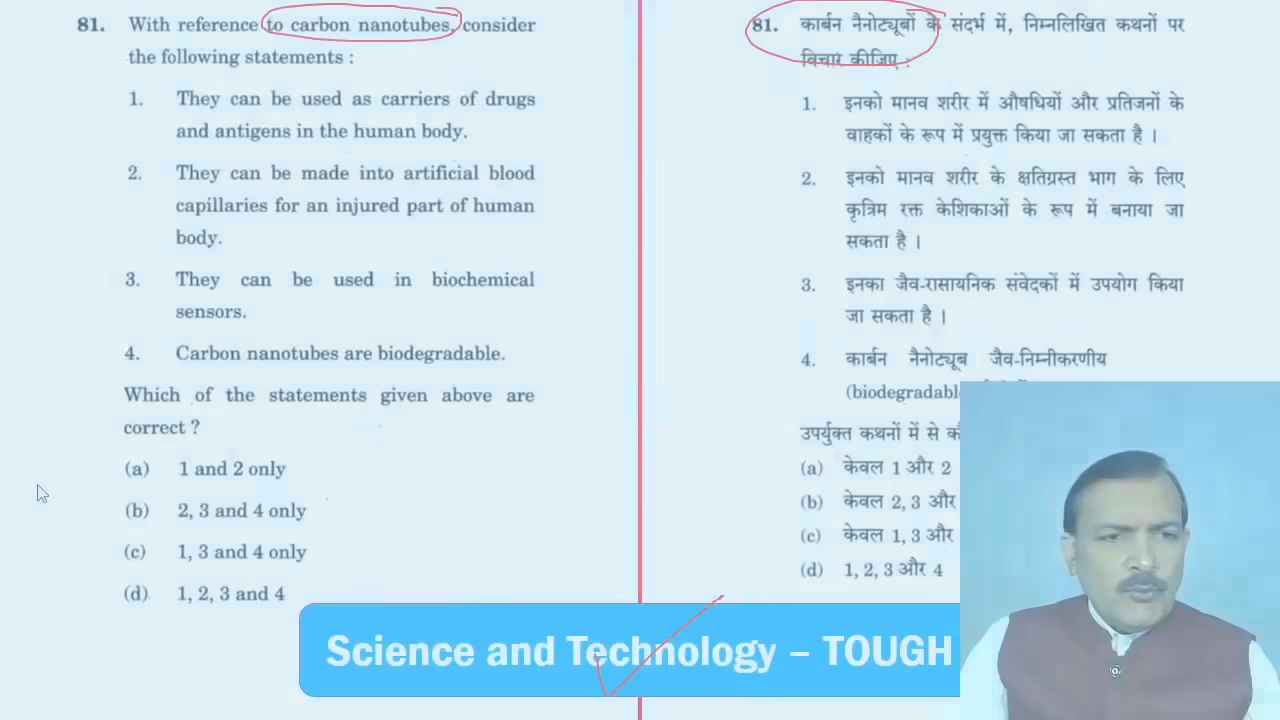 81. With reference to carbon nanotubes, consider
the following statements :
1. They can be used as carriers of drugs
and antigens in the human body.
2. They can be made into artificial blood
capillaries for an injured part of human
body.
3. They can be used in biochemical
sensors.
4. Carbon nanotubes are biodegradable.
Which of the statements given above are
correct ?
(a) 1 and 2 only
(b) 2, 3 and 4 only
(c) 1, 3 and 4 only
(d) 1, 2, 3 and 4
81. कार्बन नैनोट्यूबों के संदर्भ में, निम्नलिखित कथनों पर
विचार कीजिए :
1. इनको मानव शरीर में औषधियों और प्रतिजनों के
वाहकों के रूप में प्रयुक्त किया जा सकता है ।
2. इनको मानव शरीर के क्षतिग्रस्त भाग के लिए
कृत्रिम रक्त केशिकाओं के रूप में बनाया जा
सकता है ।
3. इनका जैव-रासायनिक संवेदकों में उपयोग किया
जा सकता है ।
4. कार्बन नैनोट्यूब जैव-निम्नीकरणीय
(biodegradabl
उपर्युक्त कथनों में से
(a) केवल 1 और 2
(b) केवल 2, 3 और
(c) केवल 1, 3 और
(d) 1, 2, 3 और 4
Science and Technology – TOUGH